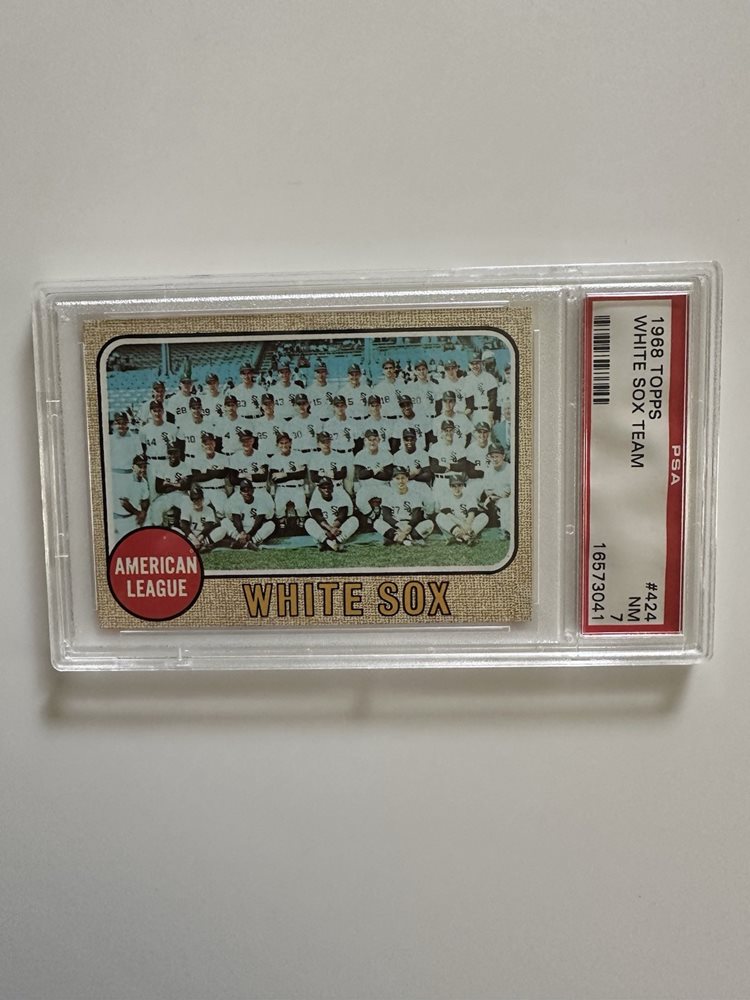 AMERICAN
LEAGUE
WHITE SOX
1968 TOPPS
WHITE SOX TEAM
PSA
#424
NM
7
16573041